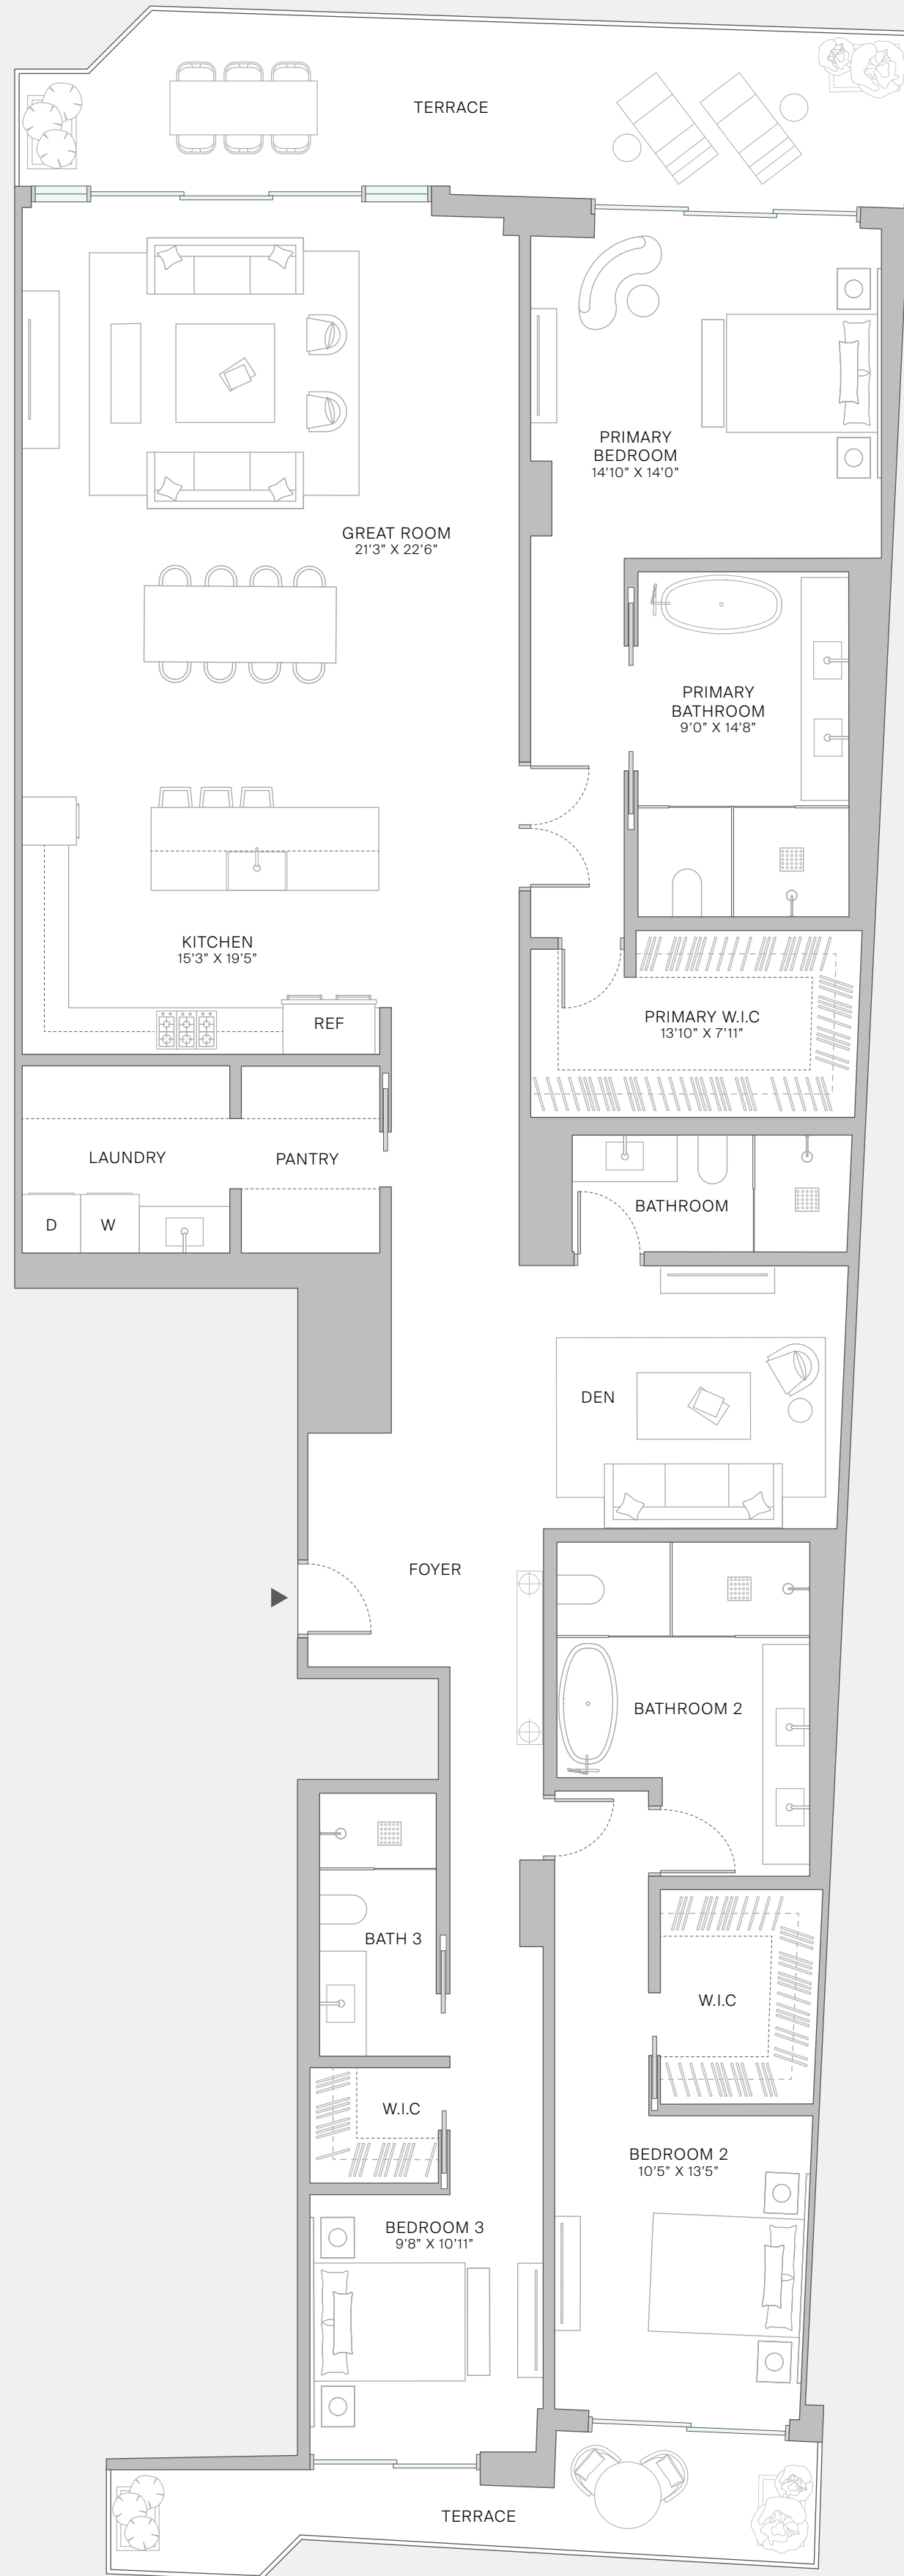 TERRACE
PRIMARY
BEDROOM
14'10" X 14'0"
GREAT ROOM
21'3" X 22'6"
PRIMARY
BATHROOM
9'0" X 14'8"
KITCHEN
15'3" X 19'5"
REF
PRIMARY W.I.C
13'10" X 7'11"
LAUNDRY
PANTRY
D
W
BATHROOM
DEN
FOYER
BATHROOM 2
BATH 3
W.I.C
W.I.C
BEDROOM 2
10'5" X 13'5"
BEDROOM 3
9'8" X 10'11"
TERRACE